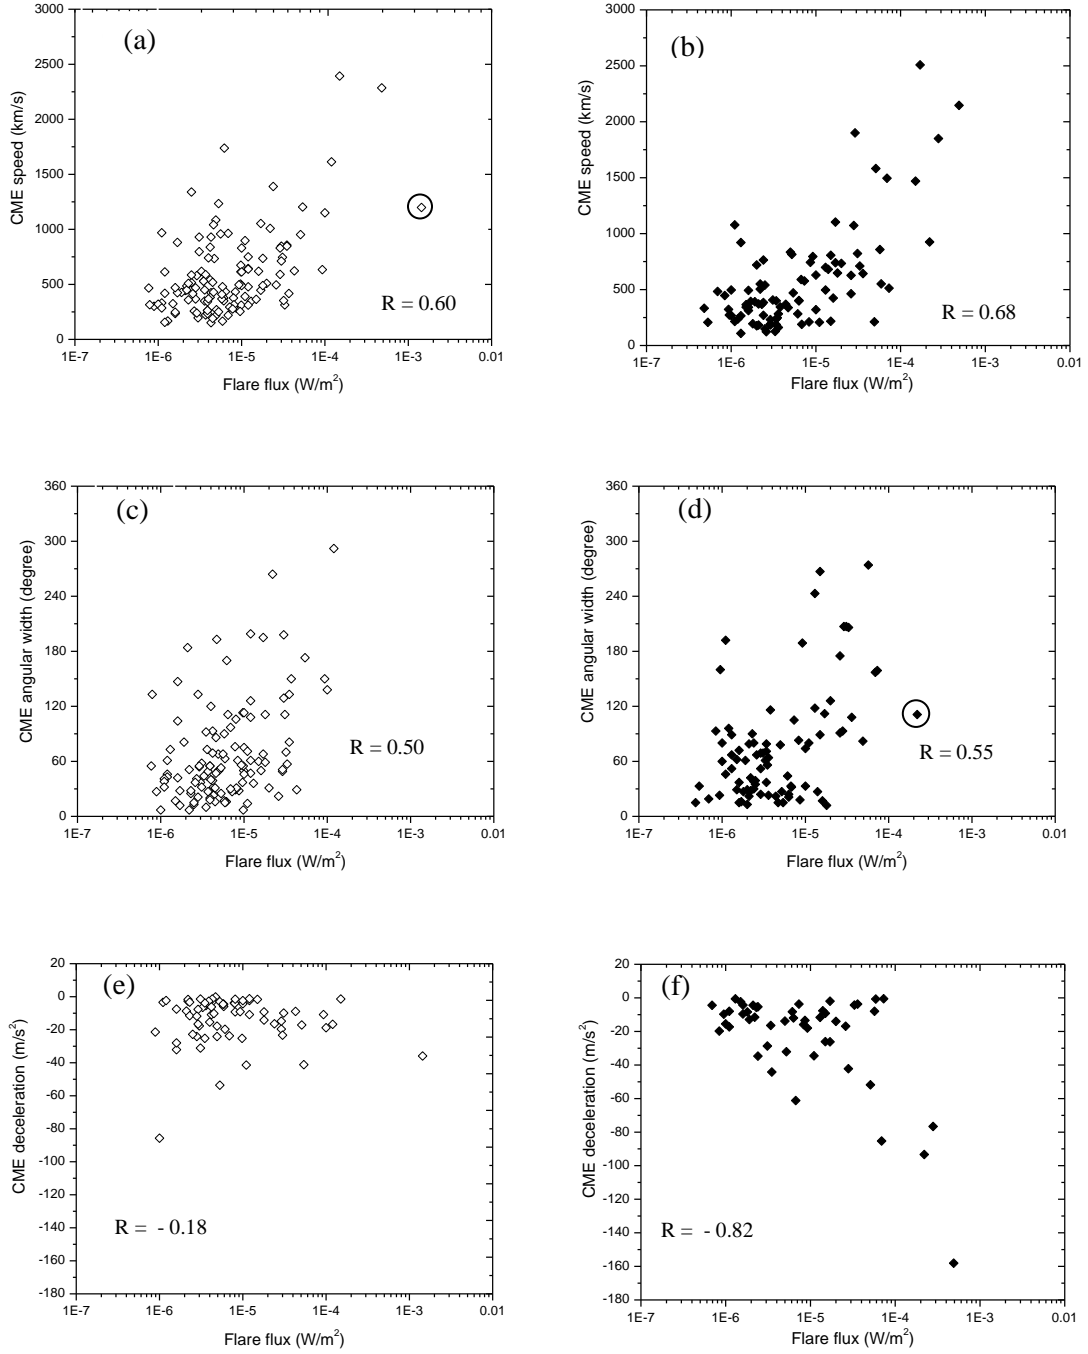 (a)
3000
2500
2000
1500
1000
500
0
CME speed (km/s)
R = 0.60
1E-7 1E-6 1E-5 1E-4 1E-3 0.01
Flare flux (W/m²)
(b)
3000
2500
2000
1500
1000
500
0
CME speed (km/s)
R = 0.68
1E-7 1E-6 1E-5 1E-4 1E-3 0.01
Flare flux (W/m²)
(c)
360
300
240
180
120
60
0
CME angular width (degree)
R = 0.50
1E-7 1E-6 1E-5 1E-4 1E-3 0.01
Flare flux (W/m²)
(d)
360
300
240
180
120
60
0
CME angular width (degree)
R = 0.55
1E-7 1E-6 1E-5 1E-4 1E-3 0.01
Flare flux (W/m²)
(e)
20
0
-20
-40
-60
-80
-100
-120
-140
-160
-180
CME deceleration (m/s²)
R = - 0.18
1E-7 1E-6 1E-5 1E-4 1E-3 0.01
Flare flux (W/m²)
(f)
20
0
-20
-40
-60
-80
-100
-120
-140
-160
-180
CME deceleration (m/s²)
R = - 0.82
1E-7 1E-6 1E-5 1E-4 1E-3 0.01
Flare flux (W/m²)